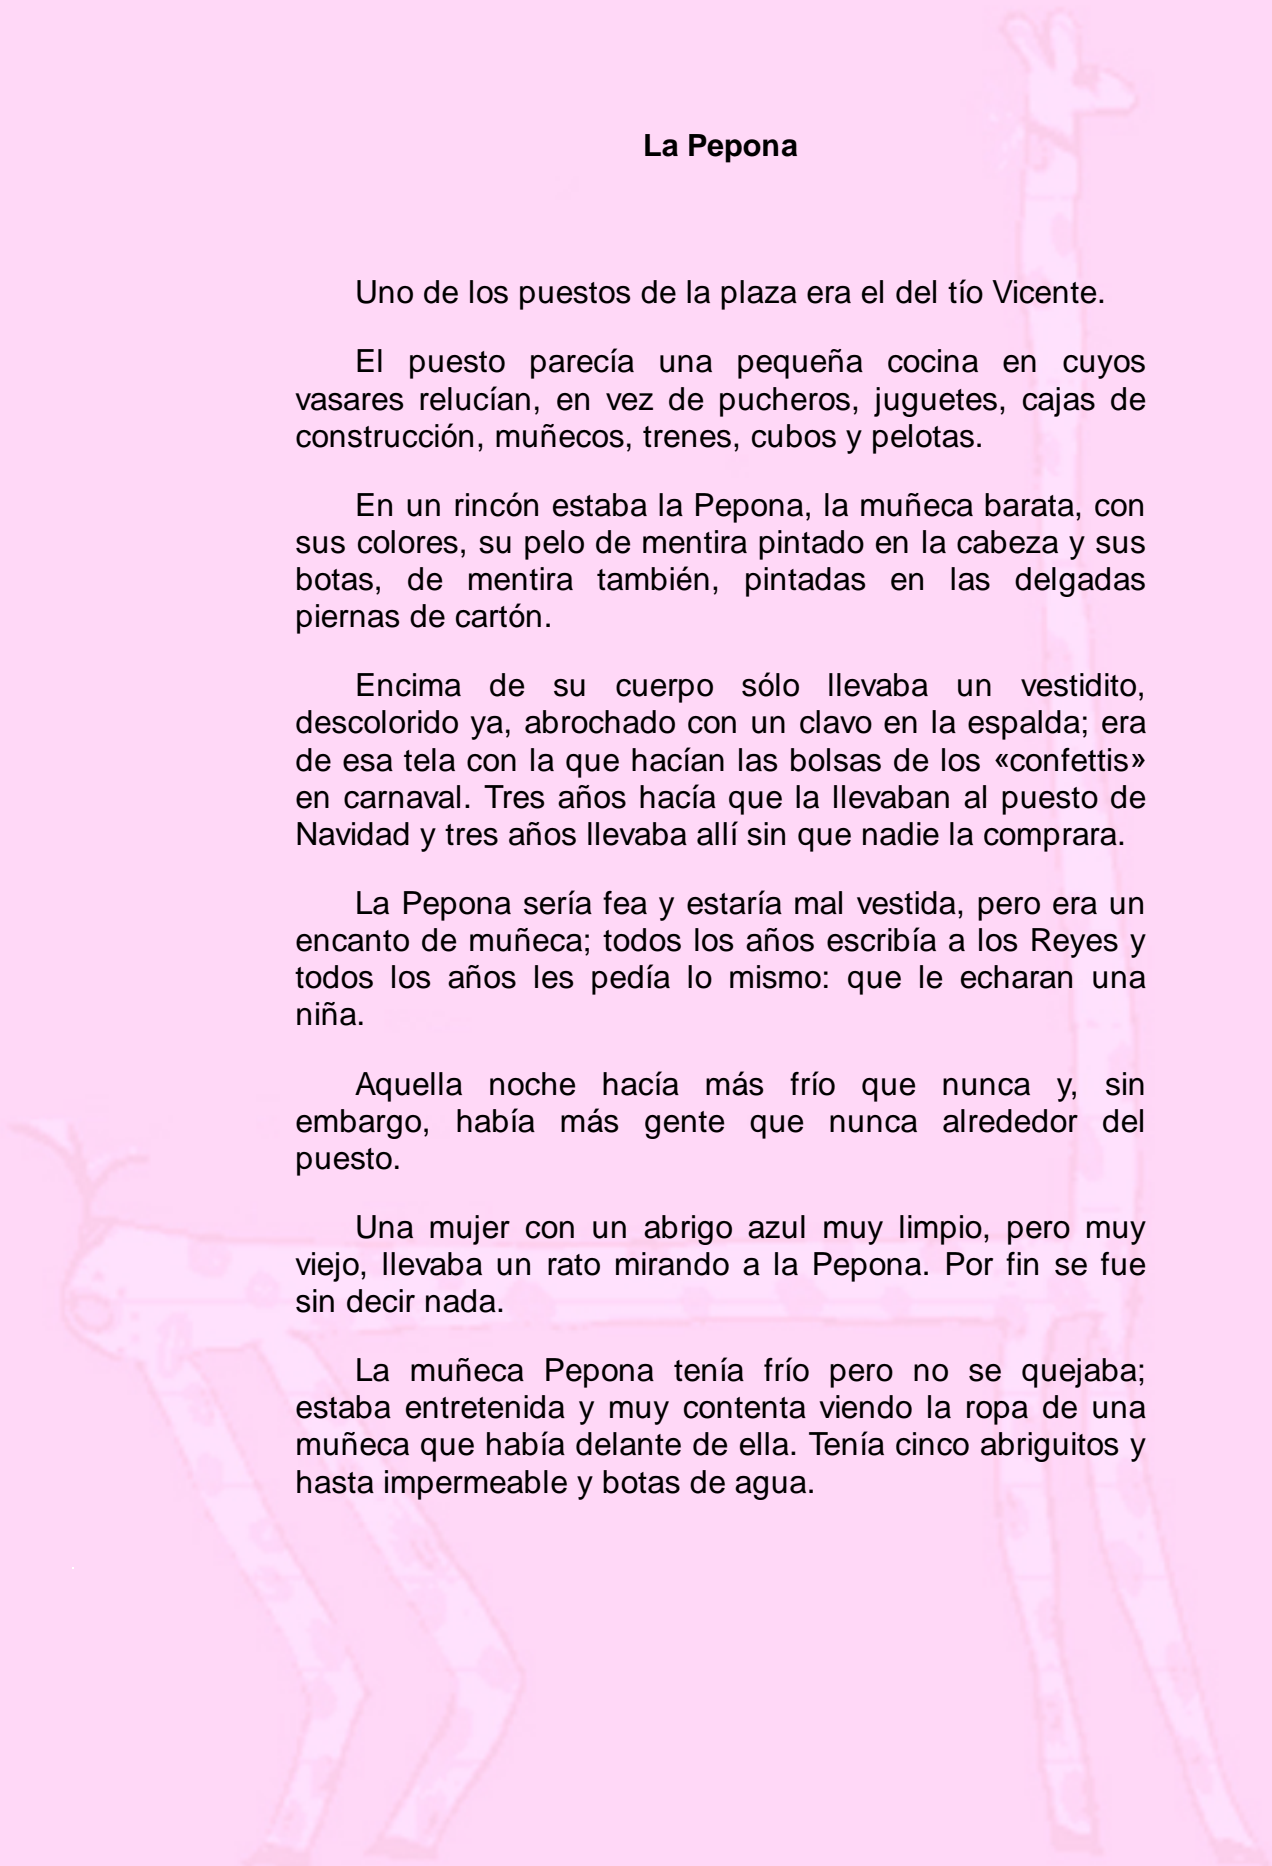 La Pepona
Uno de los puestos de la plaza era el del tío Vicente.
El puesto parecía una pequeña cocina en cuyos
vasares relucían, en vez de pucheros, juguetes, cajas de
construcción, muñecos, trenes, cubos y pelotas.
En un rincón estaba la Pepona, la muñeca barata, con
sus colores, su pelo de mentira pintado en la cabeza y sus
botas, de mentira también, pintadas en las delgadas
piernas de cartón.
Encima de su cuerpo sólo llevaba un vestidito,
descolorido ya, abrochado con un clavo en la espalda; era
de esa tela con la que hacían las bolsas de los «confettis»
en carnaval. Tres años hacía que la llevaban al puesto de
Navidad y tres años llevaba allí sin que nadie la comprara.
La Pepona sería fea y estaría mal vestida, pero era un
encanto de muñeca; todos los años escribía a los Reyes y
todos los años les pedía lo mismo: que le echaran una
niña.
Aquella noche hacía más frío que nunca y, sin
embargo, había más gente que nunca alrededor del
puesto.
Una mujer con un abrigo azul muy limpio, pero muy
viejo, llevaba un rato mirando a la Pepona. Por fin se fue
sin decir nada.
La muñeca Pepona tenía frío pero no se quejaba;
estaba entretenida y muy contenta viendo la ropa de una
muñeca que había delante de ella. Tenía cinco abriguitos y
hasta impermeable y botas de agua.